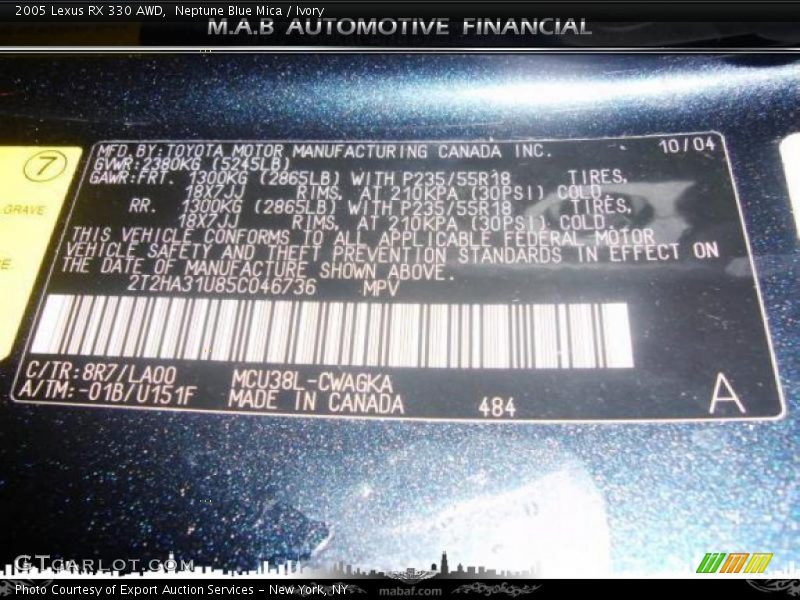 2005 Lexus RX 330 AWD, Neptune Blue Mica / Ivory
M.A.B AUTOMOTIVE FINANCIAL
7
GRAVE
MFD.BY:TOYOTA MOTOR MANUFACTURING CANADA INC. 10/04
GVWR:2380KG (5245LB)
GAWR:FRT. 1300KG (2865LB) WITH P235/55R18 TIRES,
18X7JJ RIMS, AT 210KPA (30PSI) COLD
RR. 1300KG (2865LB) WITH P235/55R18 TIRES,
18X7JJ RIMS, AT 210KPA (30PSI) COLD.
THIS VEHICLE CONFORMS TO ALL APPLICABLE FEDERAL MOTOR
VEHICLE SAFETY AND THEFT PREVENTION STANDARDS IN EFFECT ON
THE DATE OF MANUFACTURE SHOWN ABOVE.
2T2HA31U85C046736 MPV
C/TR:8R7/LA00 MCU38L-CWAGKA
A/TM:-01B/U151F MADE IN CANADA 484 A
GTcarlot.com
Photo Courtesy of Export Auction Services - New York, NY mabaf.com